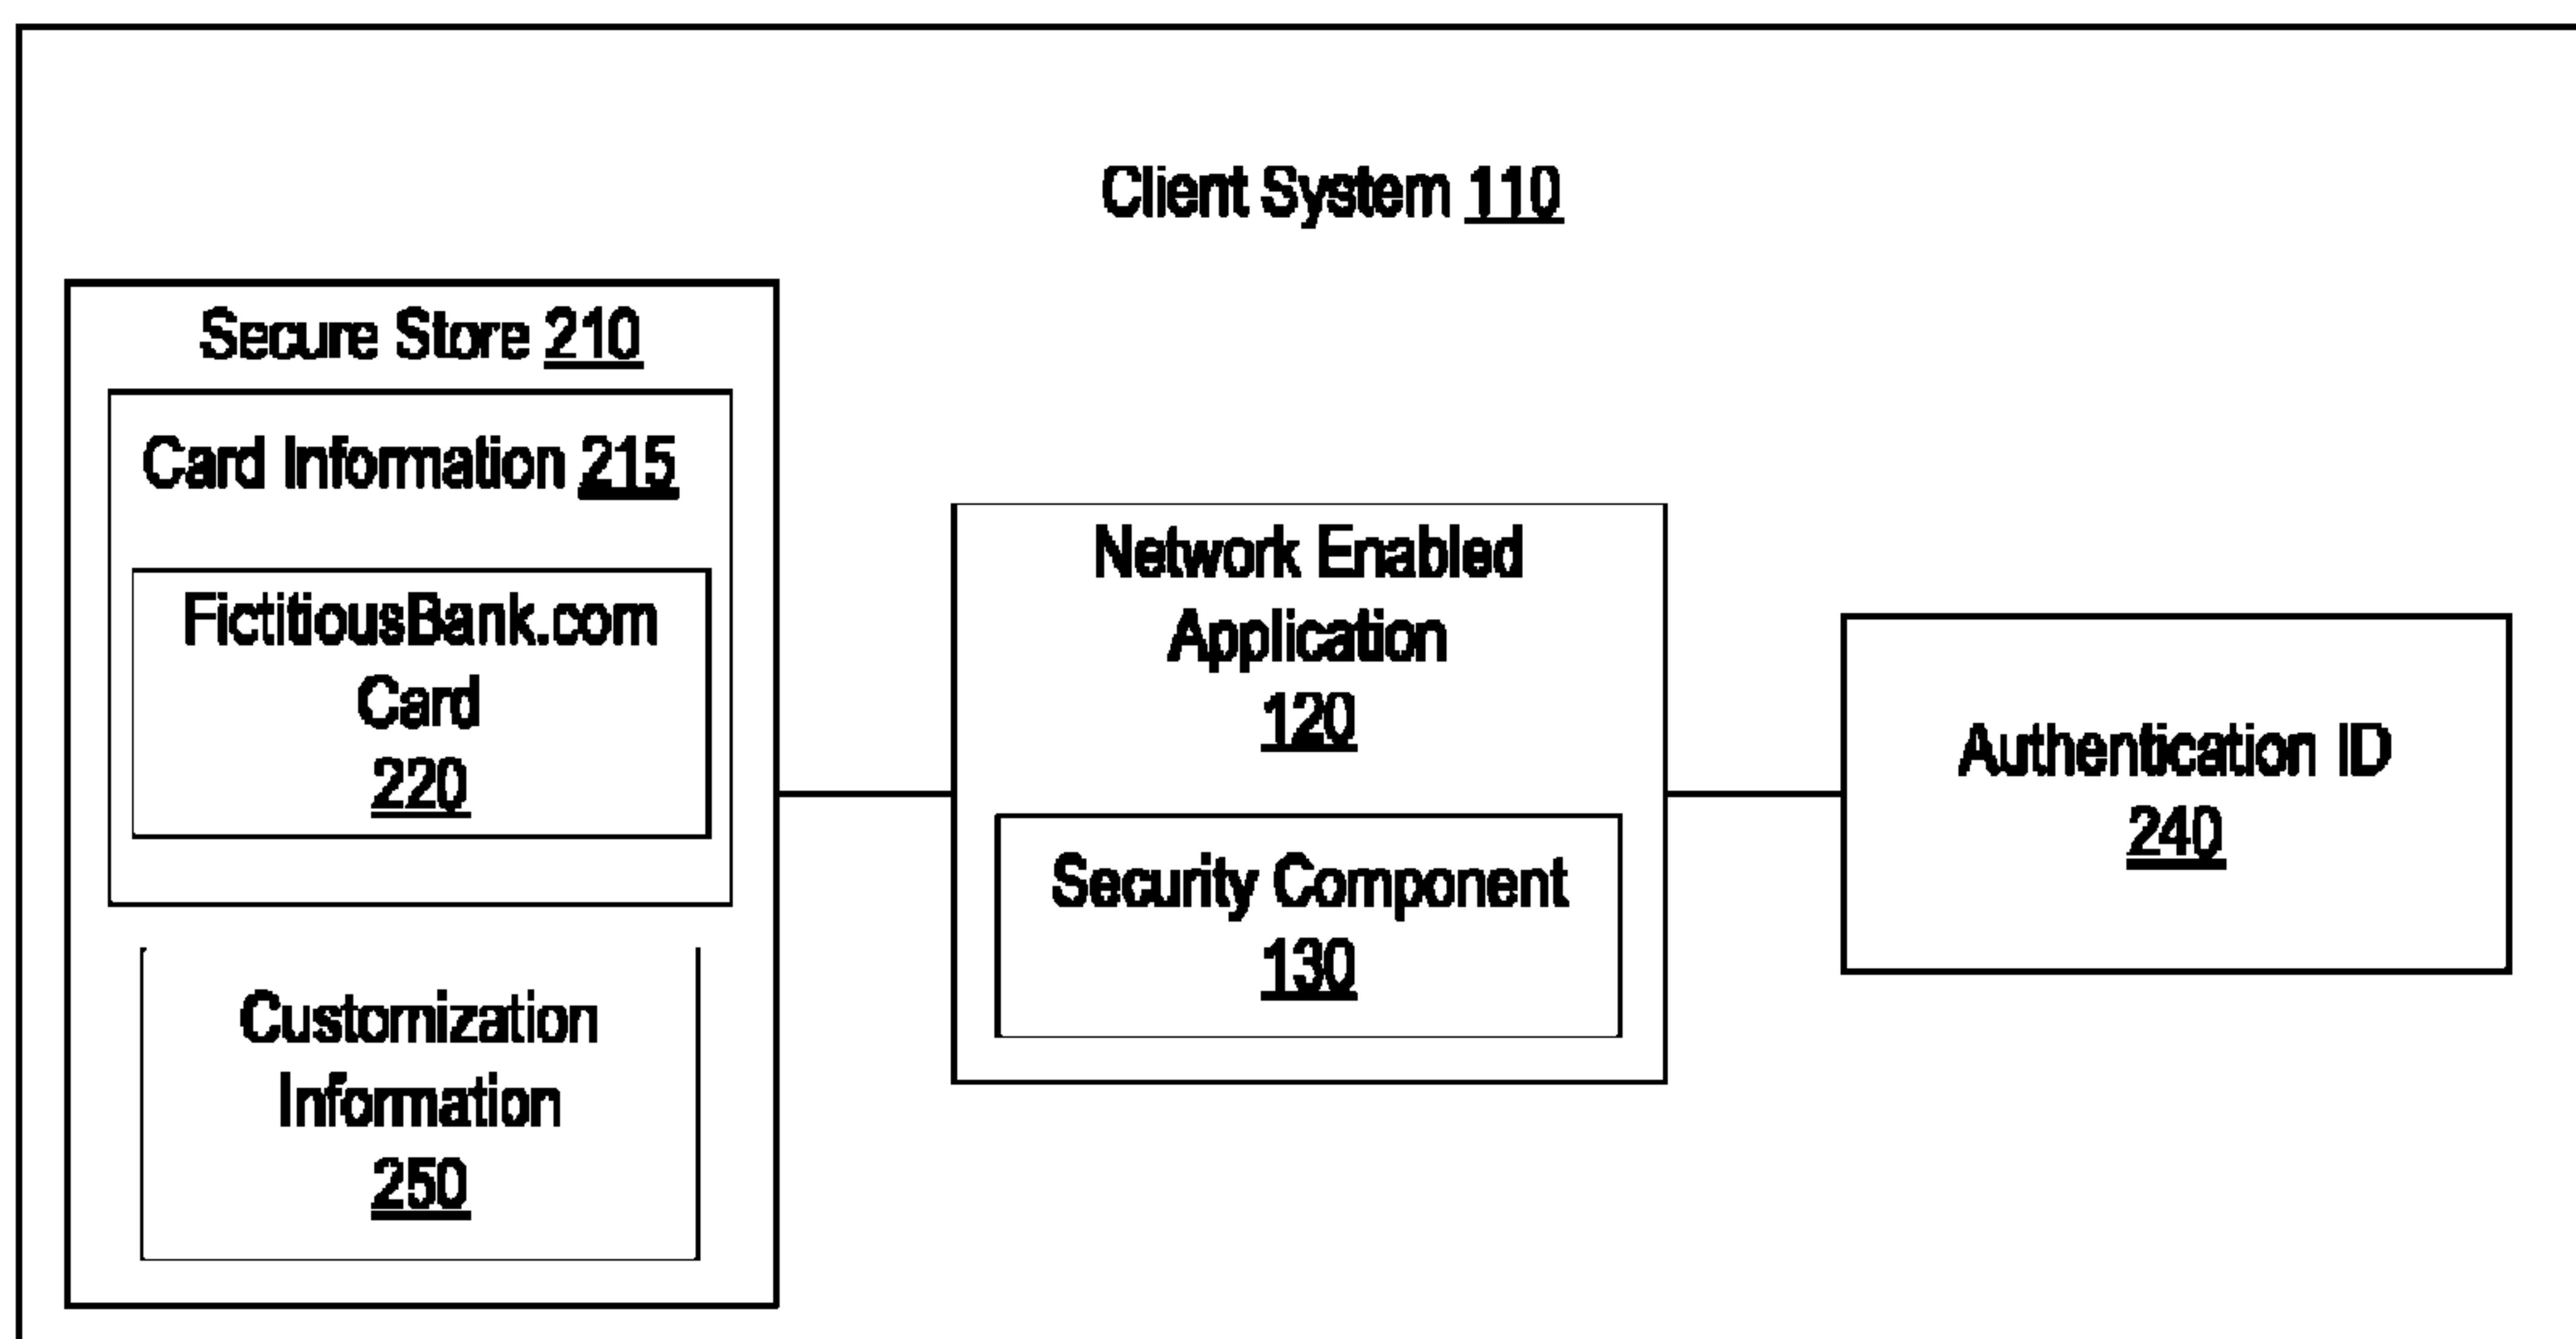 Client System 110
Secure Store 210
Card Information 215
FictitiousBank.com
Card
220
Customization
Information
250
Network Enabled
Application
120
Security Component
130
Authentication ID
240